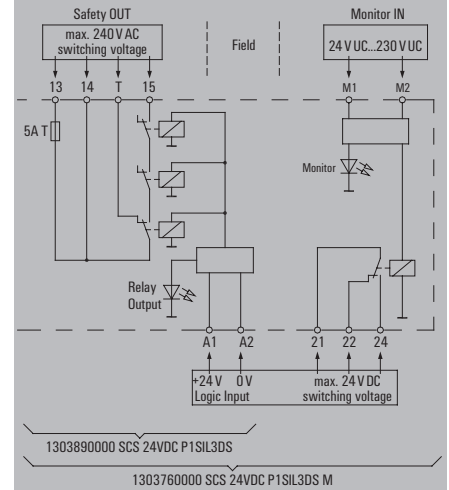 Safety OUT
Monitor IN
max. 240 V AC
switching voltage
Field
24 V UC...230 V UC
13 14 T 15
M1 M2
5A T
Monitor
Relay
Output
A1 A2
21 22 24
+24 V 0 V
Logic Input
max. 24 V DC
switching voltage
1303890000 SCS 24VDC P1SIL3DS
1303760000 SCS 24VDC P1SIL3DS M